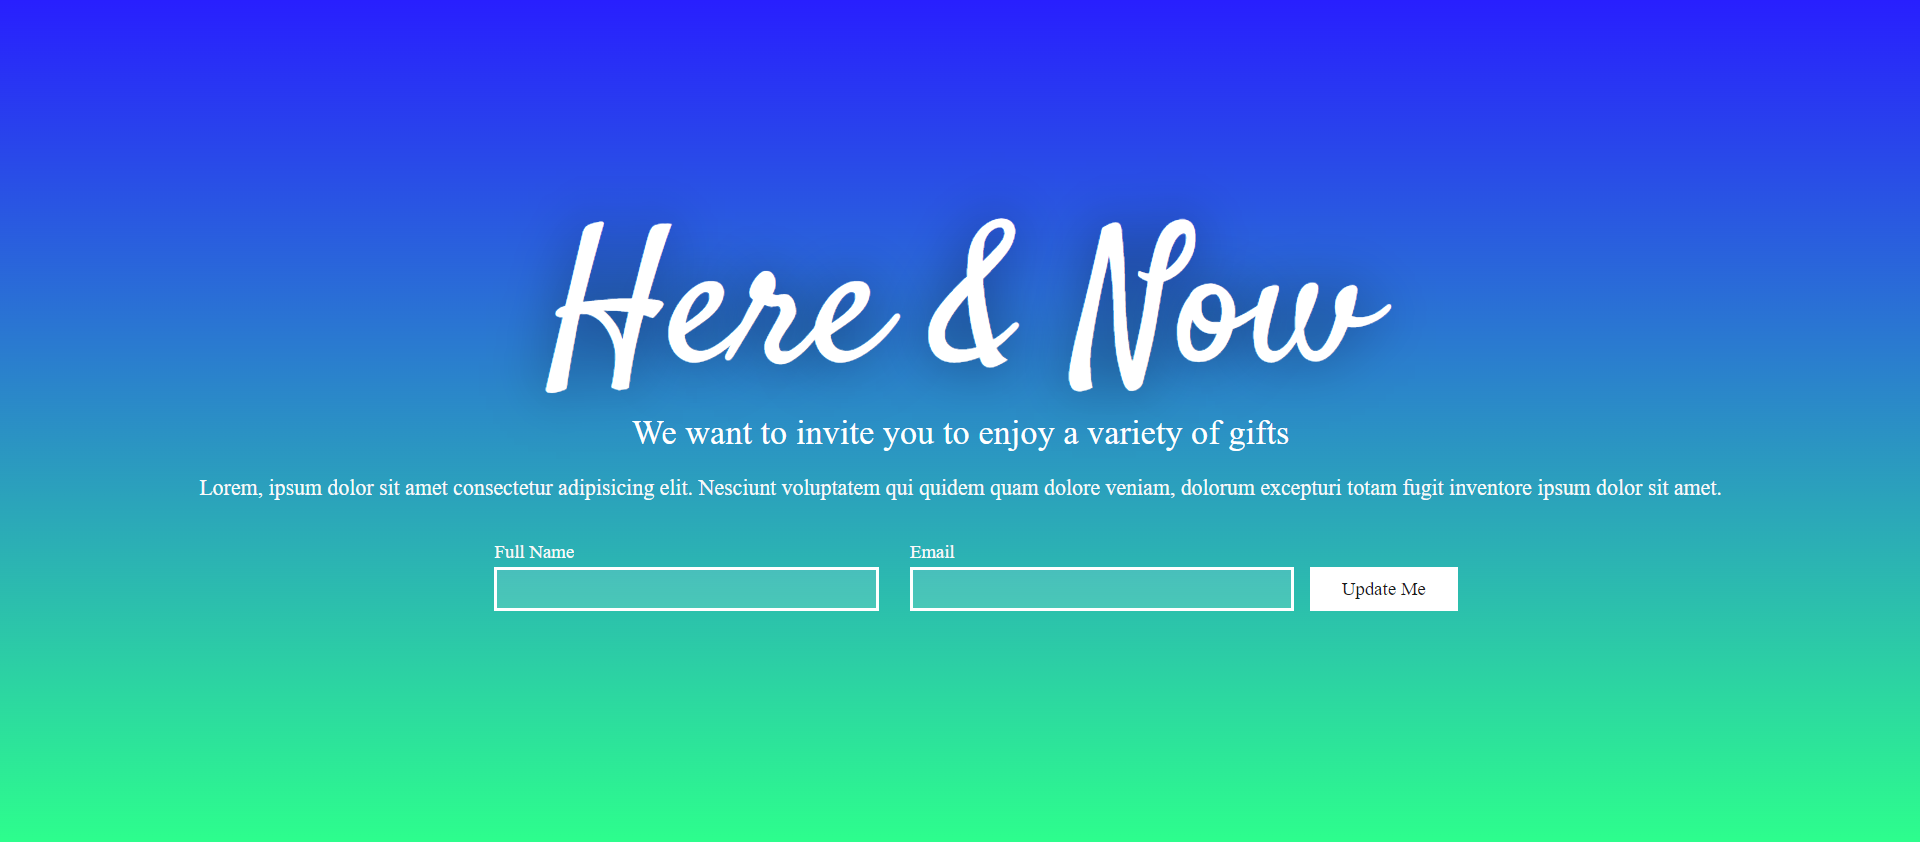 Here & Now
We want to invite you to enjoy a variety of gifts
Lorem, ipsum dolor sit amet consectetur adipisicing elit. Nesciunt voluptatem qui quidem quam dolore veniam, dolorum excepturi totam fugit inventore ipsum dolor sit amet.
Full Name
Email
Update Me